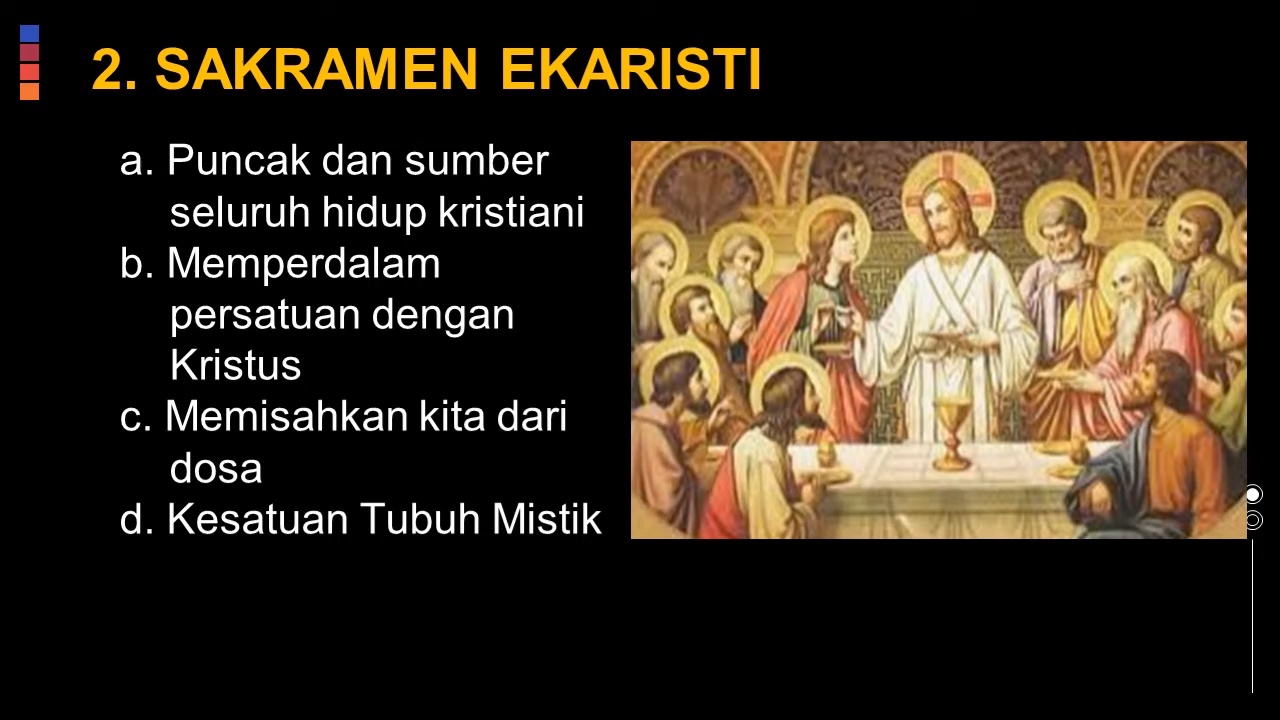 2. SAKRAMEN EKARISTI
a. Puncak dan sumber
seluruh hidup kristiani
b. Memperdalam
persatuan dengan
Kristus
c. Memisahkan kita dari
dosa
d. Kesatuan Tubuh Mistik